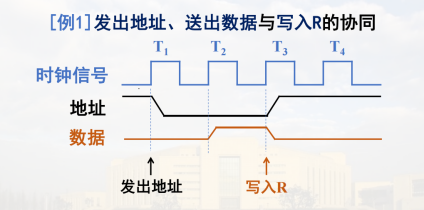 [例1]发出地址、送出数据与写入R的协同
T1 T2 T3 T4
时钟信号
地址
数据
发出地址 写入R